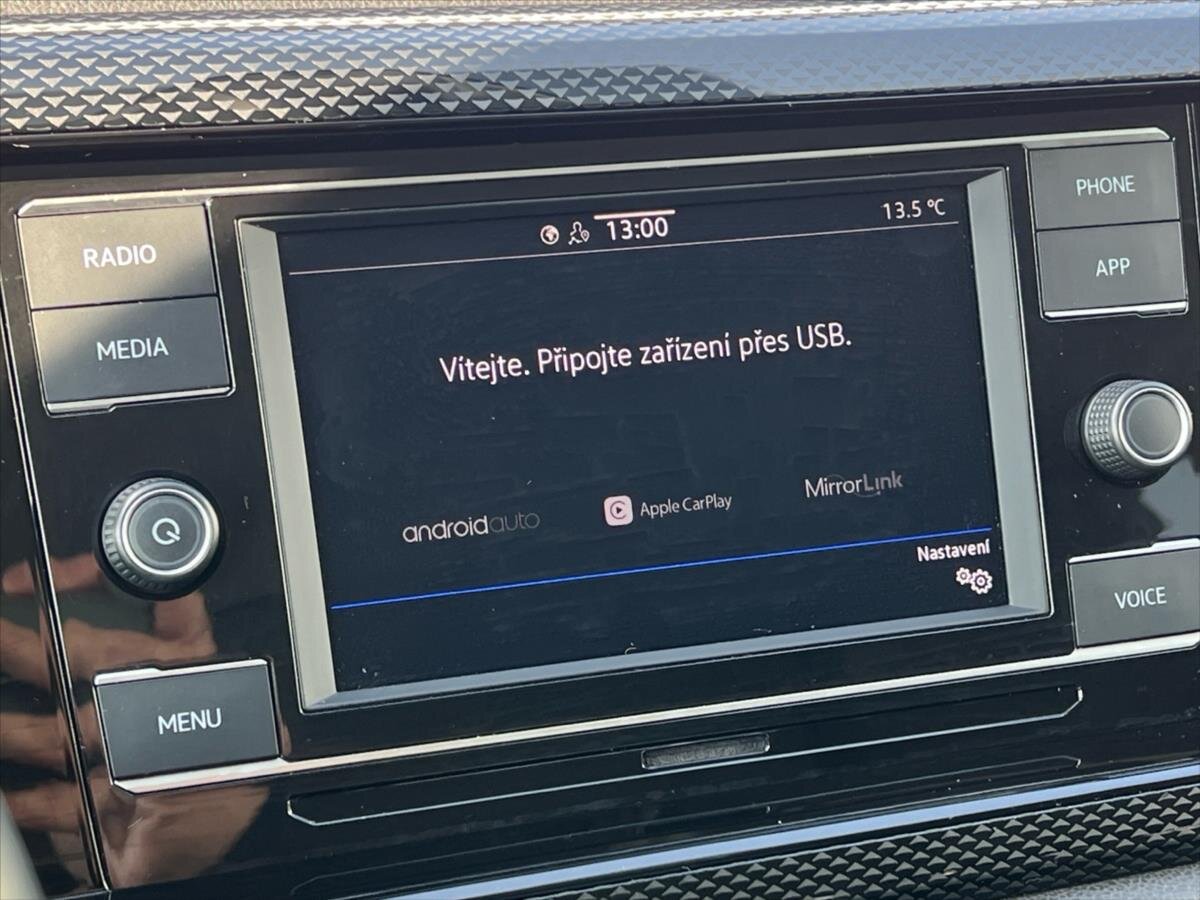 RADIO
MEDIA
MENU
13:00
13.5 °C
Vítejte. Připojte zařízení přes USB.
androidauto
Apple CarPlay
MirrorLink
Nastavení
PHONE
APP
VOICE